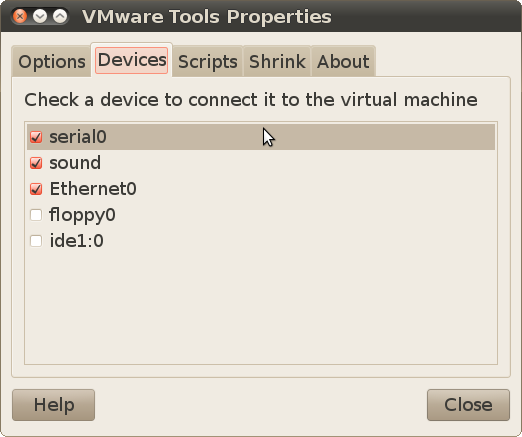 VMware Tools Properties
Options Devices Scripts Shrink About
Check a device to connect it to the virtual machine
serial0
sound
Ethernet0
floppy0
ide1:0
Help Close